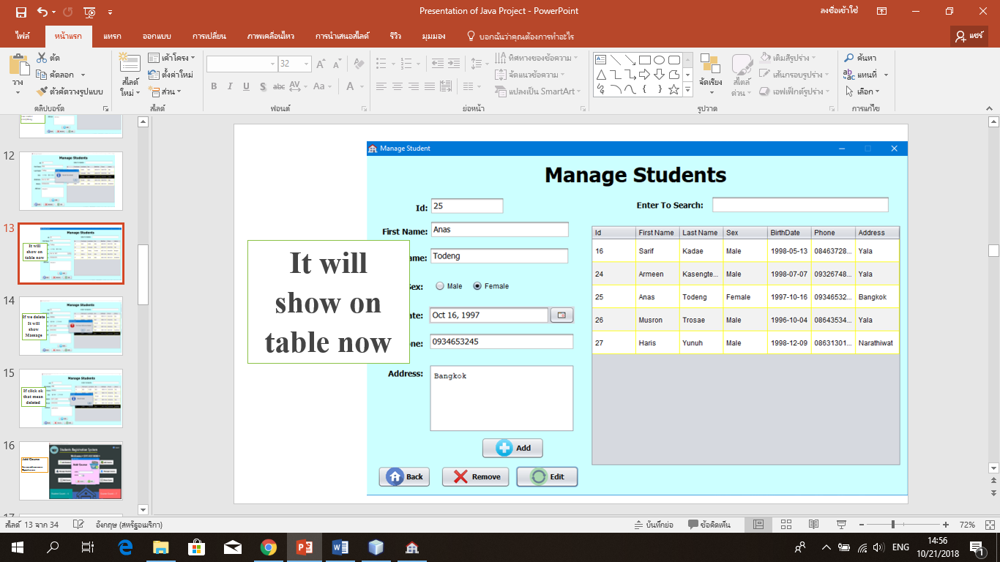 Presentation of Java Project - PowerPoint
ลงชื่อเข้าใช้
ไฟล์ หน้าแรก แทรก ออกแบบ การเปลี่ยน ภาพเคลื่อนไหว การนำเสนอสไลด์ รีวิว มุมมอง บอกฉันว่าคุณต้องการทำอะไร แชร์
วาง
ตัด
คัดลอก
ตัวคัดวางรูปแบบ
คลิปบอร์ด
สไลด์
ใหม่
เค้าโครง
ตั้งค่าใหม่
ส่วน
สไลด์
32
B I U S abc AV Aa A
ฟอนต์
ทิศทางของข้อความ
จัดแนวข้อความ
แปลงเป็น SmartArt
ย่อหน้า
จัดเรียง
สไตล์
ด่วน
เติมสีรูปร่าง
เส้นกรอบรูปร่าง
เอฟเฟ็กต์รูปร่าง
รูปวาด
ค้นหา
แทนที่
เลือก
การแก้ไข
12
Manage Students
13
Manage Students
It will
show on
table now
14
Manage Students
If we delete
It will
show
Massage
15
Manage Students
If click ok
that mean
deleted
16
Add Course
Students Registration System
Add Course
Manage Student
Manage Students
Id: 25
Enter To Search:
First Name: Anas
ame: Todeng
ex: Male Female
ate: Oct 16, 1997
one: 0934653245
Address: Bangkok
It will
show on
table now
Id First Name Last Name Sex BirthDate Phone Address
16 Sarif Kadae Male 1998-05-13 08463728... Yala
24 Armeen Kasengte... Male 1998-07-07 09326748... Yala
25 Anas Todeng Female 1997-10-16 09346532... Bangkok
26 Musron Trosae Male 1996-10-04 08643534... Yala
27 Haris Yunuh Male 1998-12-09 08631301... Narathiwat
Add
Back Remove Edit
สไลด์ 13 จาก 34 อังกฤษ (สหรัฐอเมริกา) บันทึกย่อ ข้อคิดเห็น 72%
ENG
14:56
10/21/2018
1